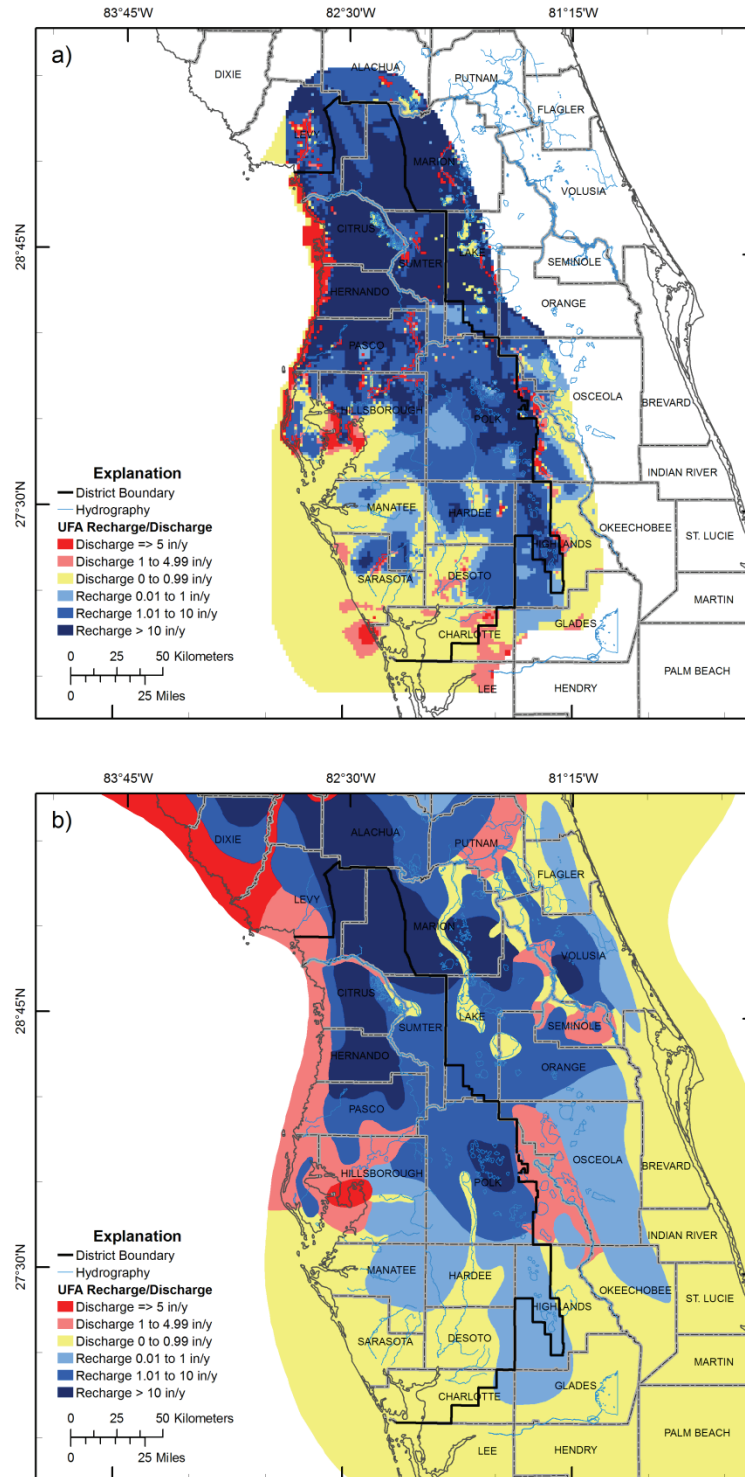 83°45'W 82°30'W 81°15'W
a)
ALACHUA
DIXIE
PUTNAM
FLAGLER
LEVY
MARION
VOLUSIA
28°45'N
CITRUS
LAKE
SUMTER
SEMINOLE
HERNANDO
ORANGE
PASCO
OSCEOLA
BREVARD
HILLSBOROUGH
POLK
INDIAN RIVER
27°30'N
MANATEE
HARDEE
OKEECHOBEE
ST. LUCIE
HIGHLANDS
SARASOTA
DESOTO
MARTIN
CHARLOTTE
GLADES
PALM BEACH
LEE
HENDRY
Explanation
District Boundary
Hydrography
UFA Recharge/Discharge
Discharge => 5 in/y
Discharge 1 to 4.99 in/y
Discharge 0 to 0.99 in/y
Recharge 0.01 to 1 in/y
Recharge 1.01 to 10 in/y
Recharge > 10 in/y
0 25 50 Kilometers
0 25 Miles
83°45'W 82°30'W 81°15'W
b)
DIXIE
ALACHUA
PUTNAM
FLAGLER
LEVY
MARION
VOLUSIA
28°45'N
CITRUS
LAKE
SUMTER
SEMINOLE
HERNANDO
ORANGE
PASCO
OSCEOLA
BREVARD
HILLSBOROUGH
POLK
INDIAN RIVER
27°30'N
MANATEE
HARDEE
OKEECHOBEE
ST. LUCIE
HIGHLANDS
SARASOTA
DESOTO
MARTIN
CHARLOTTE
GLADES
PALM BEACH
LEE
HENDRY
Explanation
District Boundary
Hydrography
UFA Recharge/Discharge
Discharge => 5 in/y
Discharge 1 to 4.99 in/y
Discharge 0 to 0.99 in/y
Recharge 0.01 to 1 in/y
Recharge 1.01 to 10 in/y
Recharge > 10 in/y
0 25 50 Kilometers
0 25 Miles